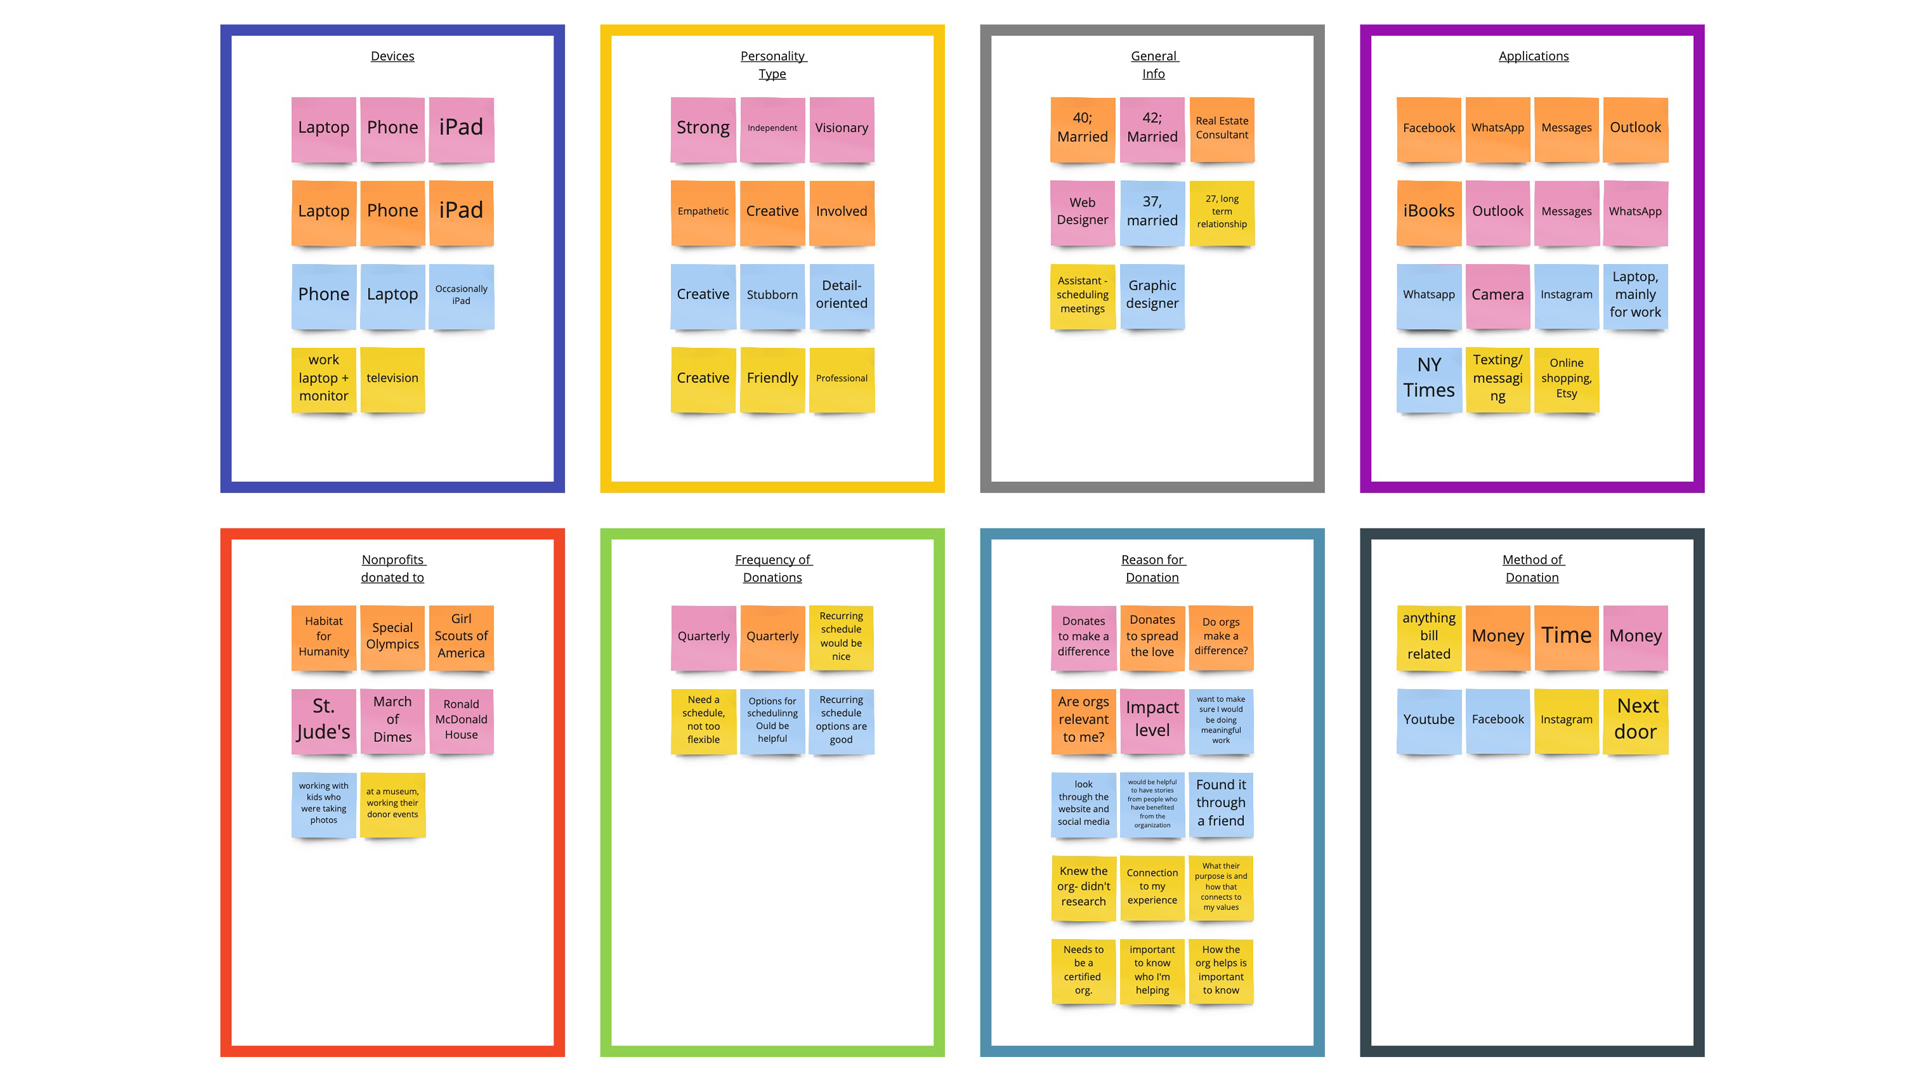 Devices
Laptop
Phone
iPad
Laptop
Phone
iPad
Phone
Laptop
Occasionally
iPad
work
laptop +
monitor
television
Personality
Type
Strong
Independent
Visionary
Empathetic
Creative
Involved
Creative
Stubborn
Detail-
oriented
Creative
Friendly
Professional
General
Info
40;
Married
42;
Married
Real Estate
Consultant
Web
Designer
37,
married
27, long
term
relationship
Assistant -
scheduling
meetings
Graphic
designer
Applications
Facebook
WhatsApp
Messages
Outlook
iBooks
Outlook
Messages
WhatsApp
Whatsapp
Camera
Instagram
Laptop,
mainly
for work
NY
Times
Texting/
messagi
ng
Online
shopping,
Etsy
Nonprofits
donated to
Habitat
for
Humanity
Special
Olympics
Girl
Scouts of
America
St.
Jude's
March
of
Dimes
Ronald
McDonald
House
working with
kids who
were taking
photos
at a museum,
working their
donor events
Frequency of
Donations
Quarterly
Quarterly
Recurring
schedule
would be
nice
Need a
schedule,
not too
flexible
Options for
schedulinng
Ould be
helpful
Recurring
schedule
options are
good
Reason for
Donation
Donates
to make a
difference
Donates
to spread
the love
Do orgs
make a
difference?
Are orgs
relevant
to me?
Impact
level
want to make
sure I would
be doing
meaningful
work
look
through the
website and
social media
would be helpful
to have stories
from people who
have benefited
from the
organization
Found it
through
a friend
Knew the
org- didn't
research
Connection
to my
experience
What their
purpose is and
how that
connects to
my values
Needs to
be a
certified
org.
important
to know
who I'm
helping
How the
org helps is
important
to know
Method of
Donation
anything
bill
related
Money
Time
Money
Youtube
Facebook
Instagram
Next
door